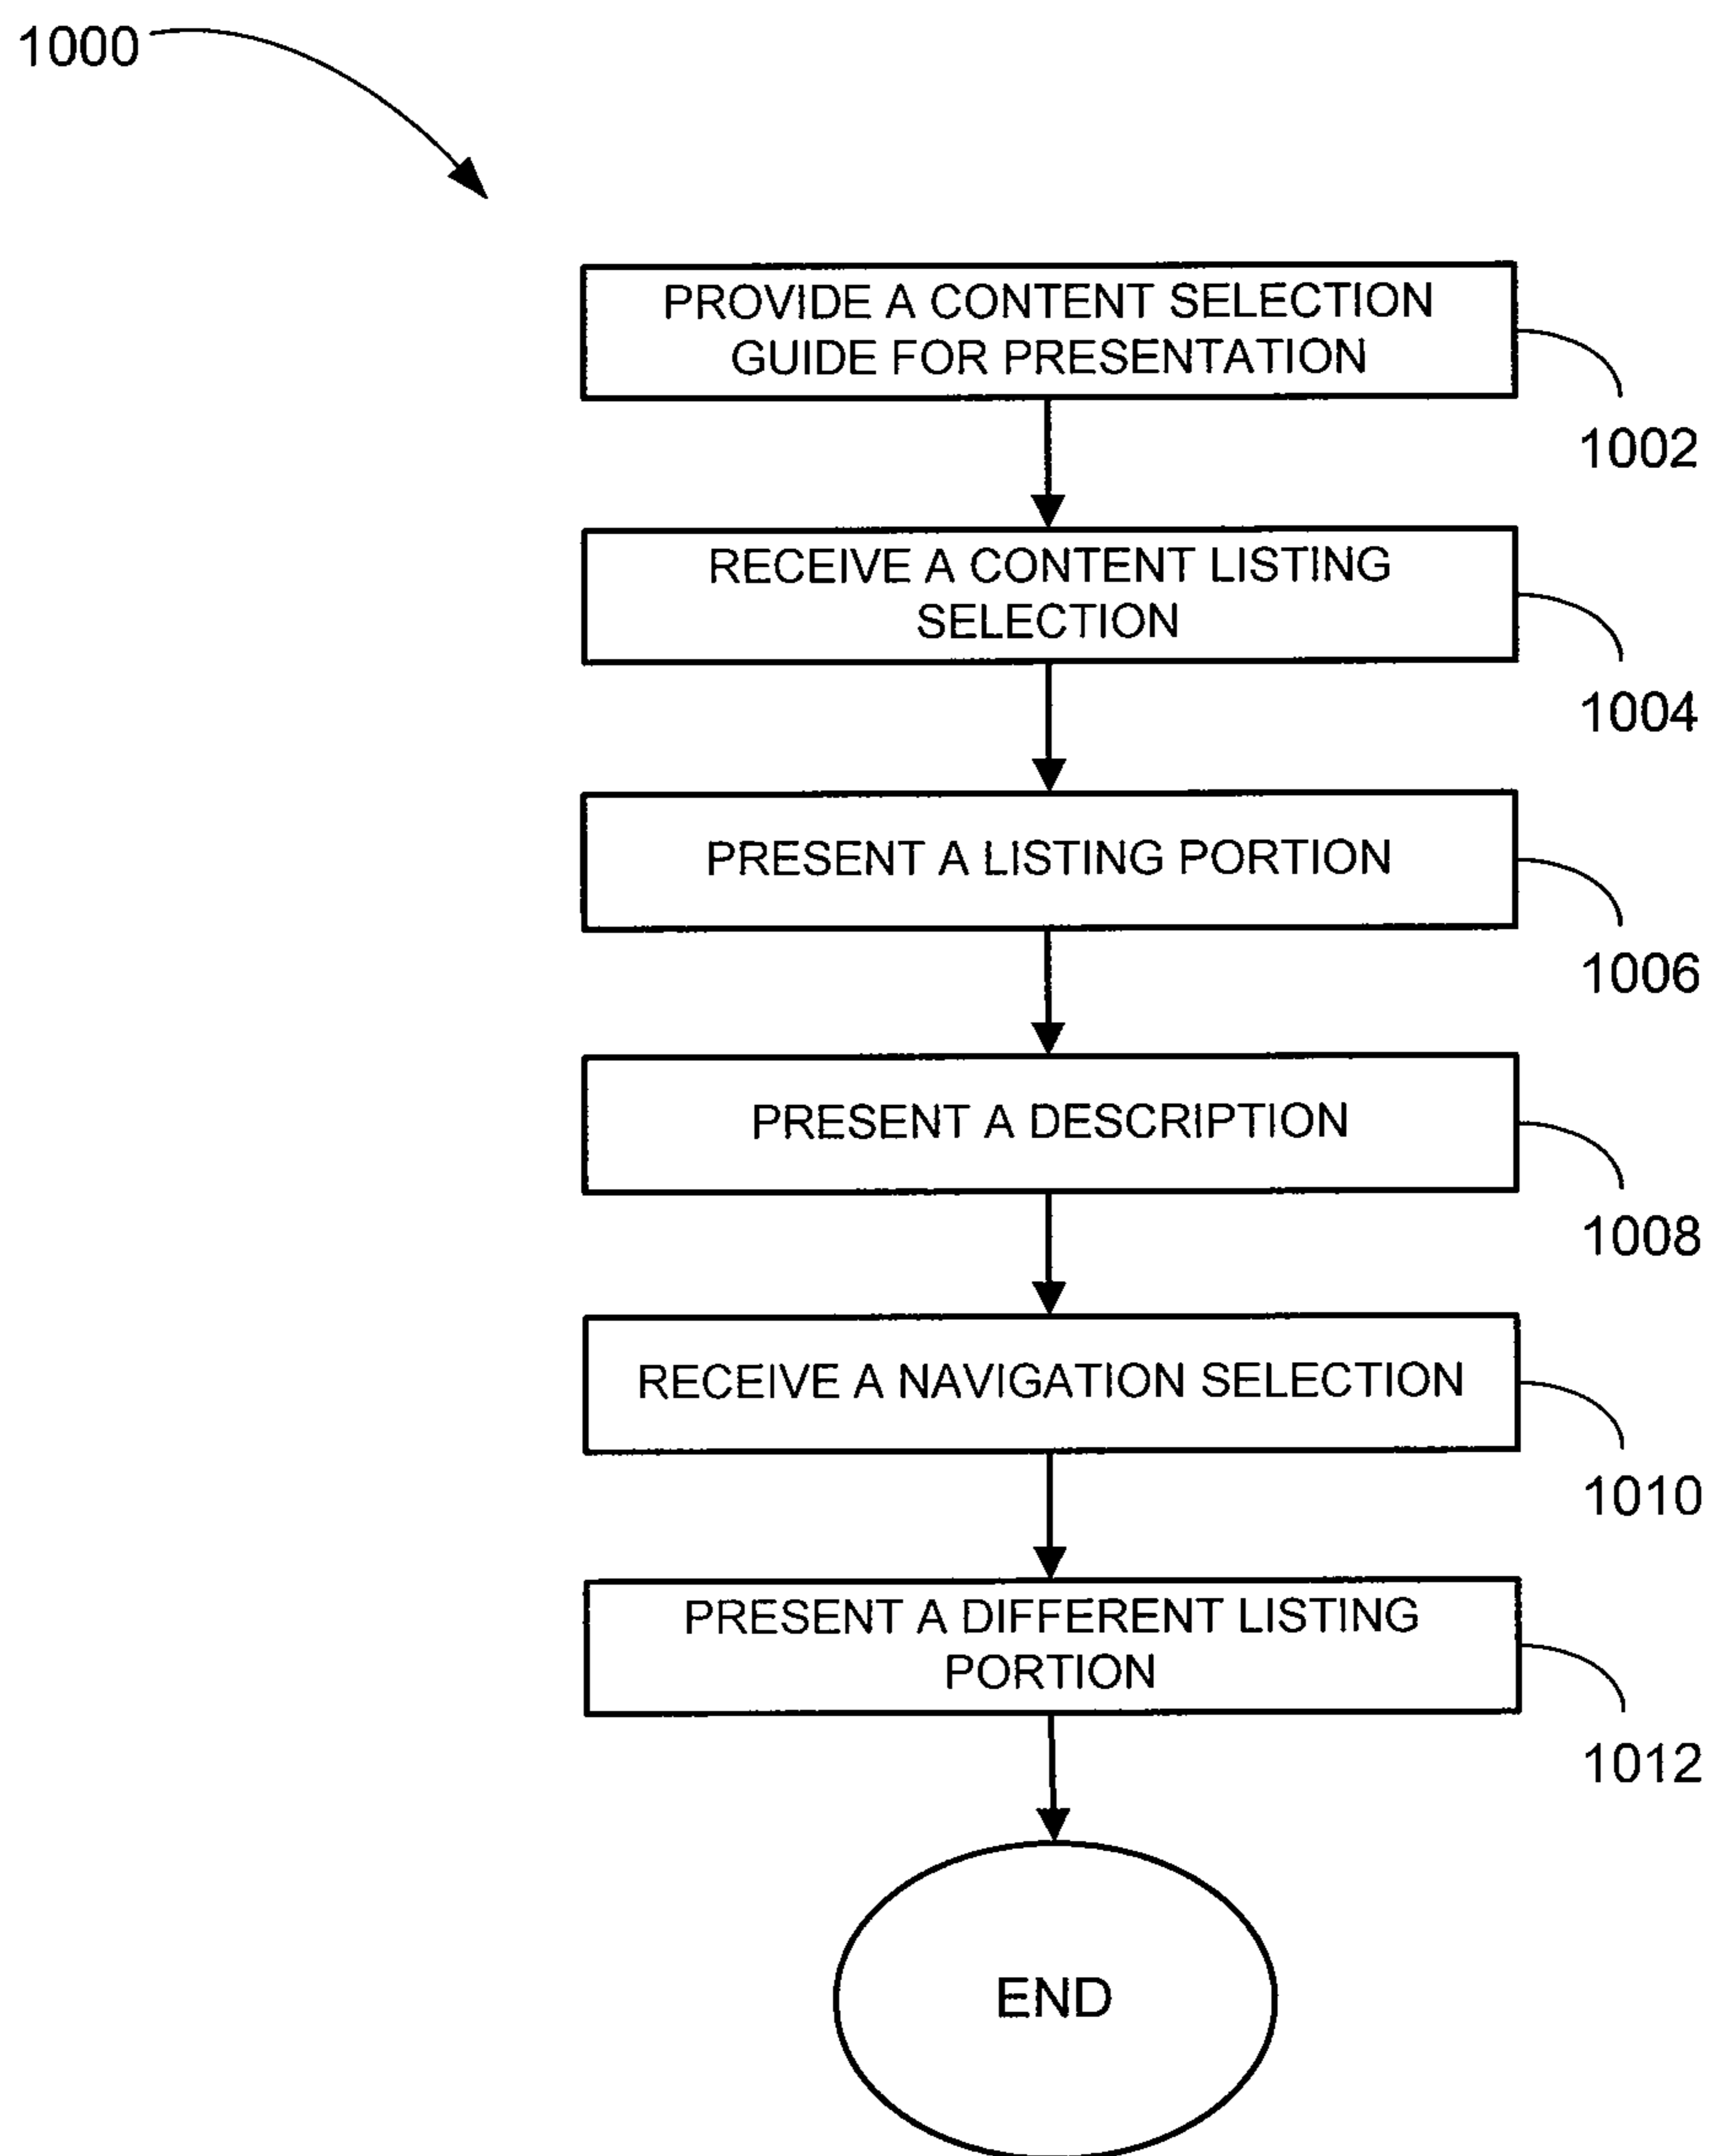 1000
PROVIDE A CONTENT SELECTION
GUIDE FOR PRESENTATION
1002
RECEIVE A CONTENT LISTING
SELECTION
1004
PRESENT A LISTING PORTION
1006
PRESENT A DESCRIPTION
1008
RECEIVE A NAVIGATION SELECTION
1010
PRESENT A DIFFERENT LISTING
PORTION
1012
END